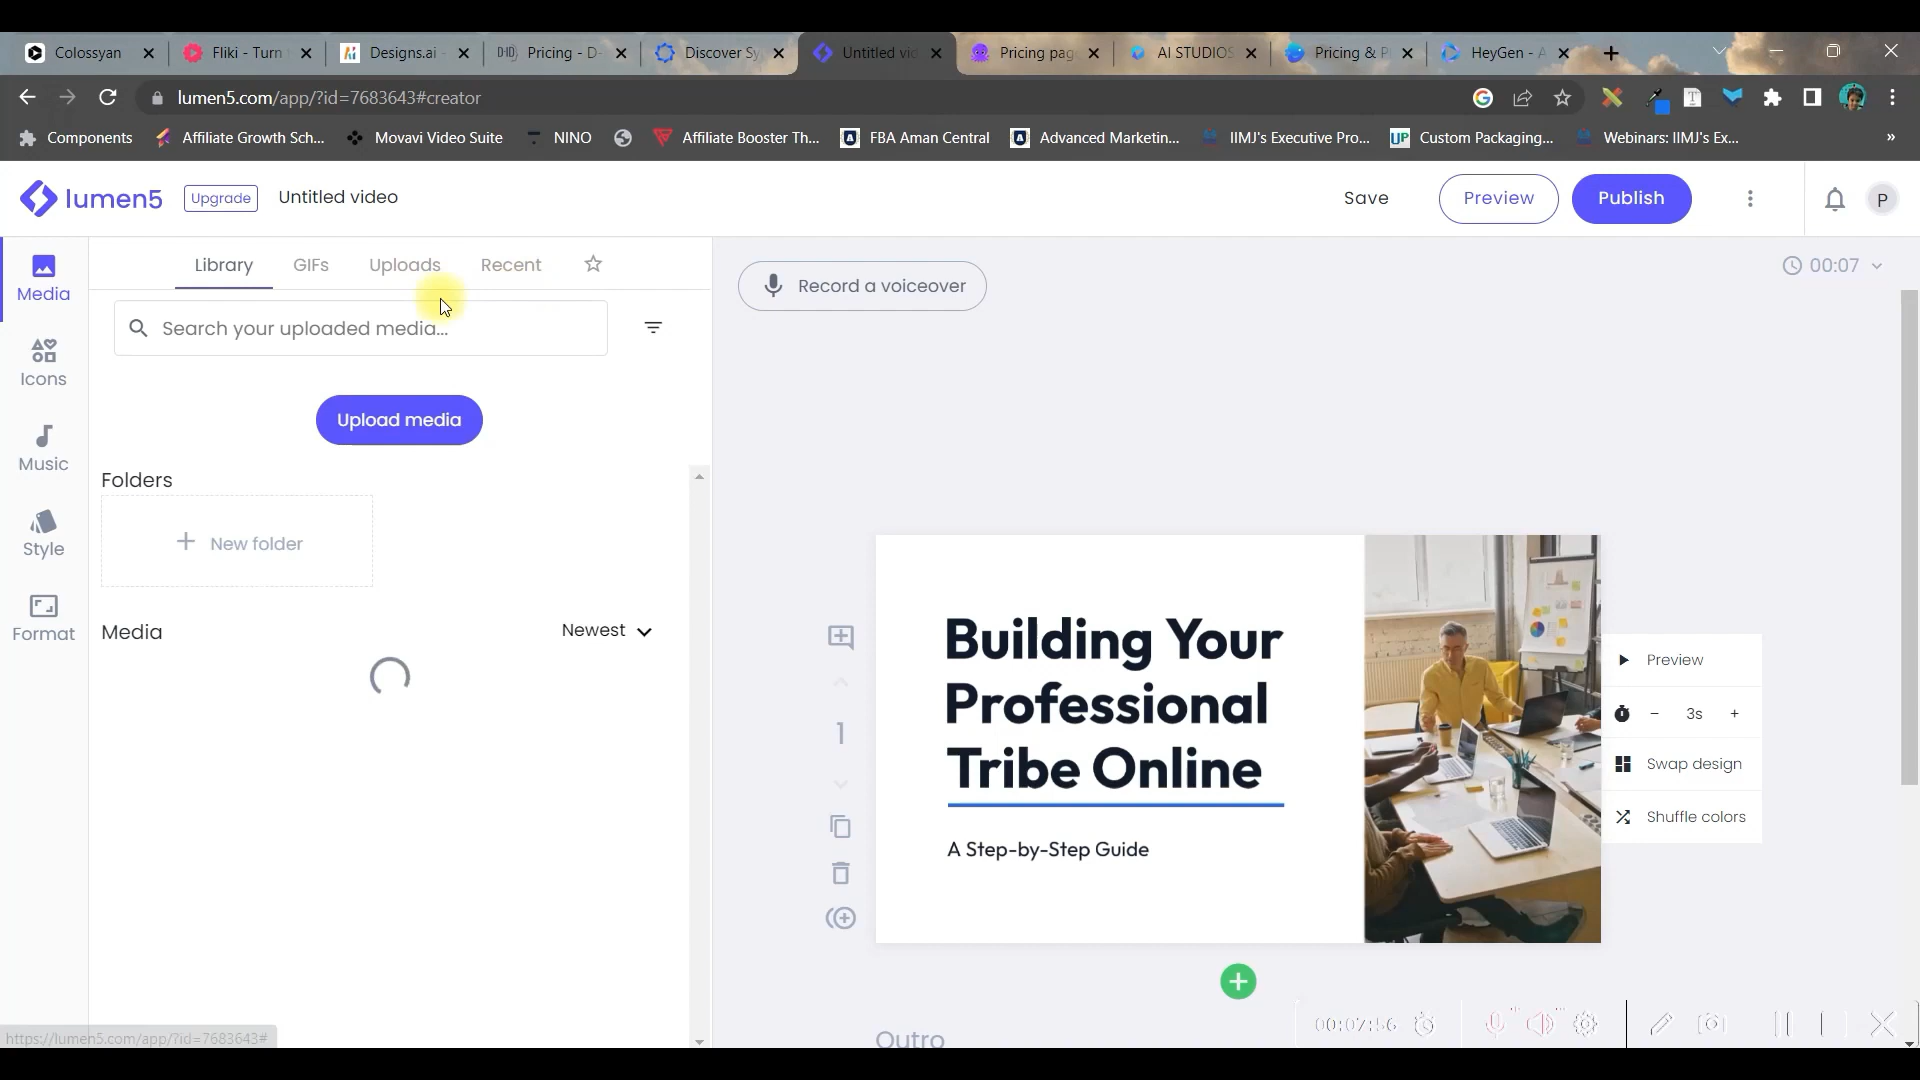 Colossyan
Fliki - Turn
Designs.ai -
Pricing - D-
Discover Sy
Untitled vid
Pricing pag
AI STUDIOS
Pricing & P
HeyGen - A
lumen5.com/app/?id=7683643#creator
Components
Affiliate Growth Sch...
Movavi Video Suite
NINO
Affiliate Booster Th...
FBA Aman Central
Advanced Marketin...
IIMJ's Executive Pro...
Custom Packaging...
Webinars: IIMJ's Ex...
»
lumen5
Upgrade
Untitled video
Save
Preview
Publish
P
Media
Icons
Music
Style
Format
Library
GIFs
Uploads
Recent
Search your uploaded media...
Upload media
Folders
+ New folder
Media
Newest
Record a voiceover
00:07
1
Building Your
Professional
Tribe Online
A Step-by-Step Guide
Preview
− 3s +
Swap design
Shuffle colors
Outro
https://lumen5.com/app/?id=7683643#
00:07:56